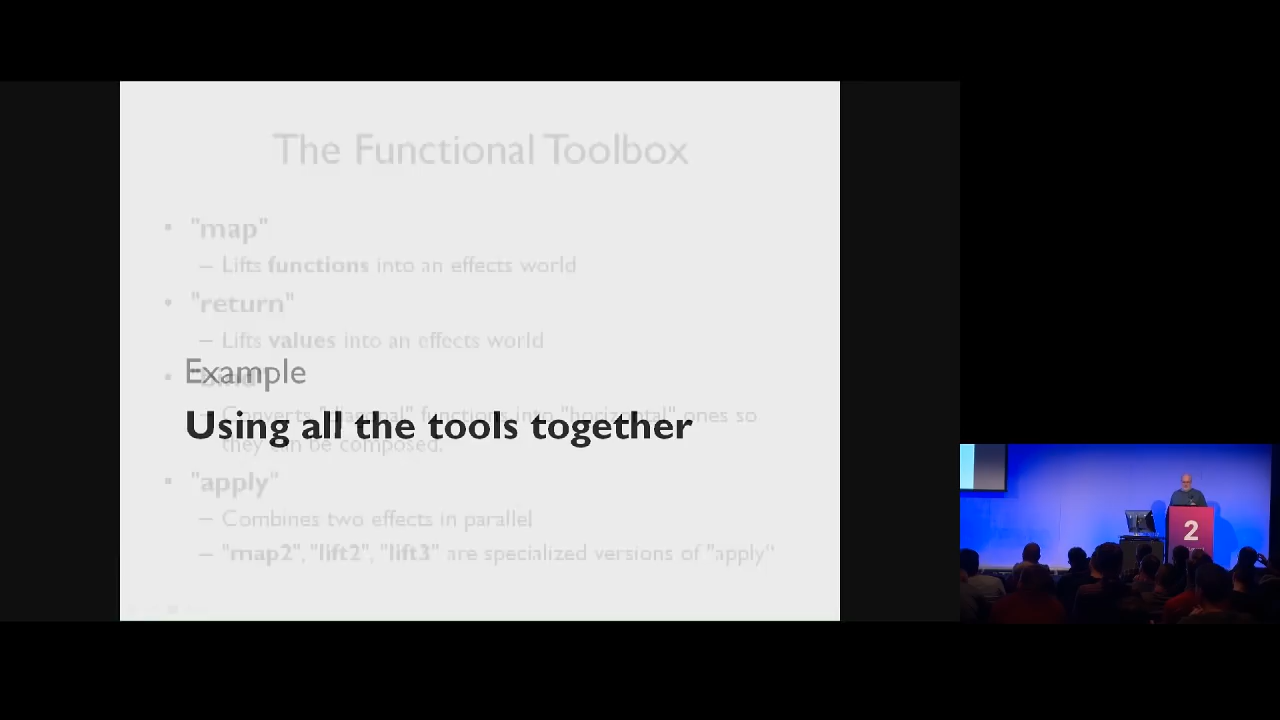 The Functional Toolbox
▪ "map"
– Lifts functions into an effects world
• "return"
– Lifts values into an effects world
Example
• "bind"
– Converts "diagonal" functions into "horizontal" ones so
Using all the tools together
they can be composed.
▪ "apply"
– Combines two effects in parallel
– "map2", "lift2", "lift3" are specialized versions of "apply"
2